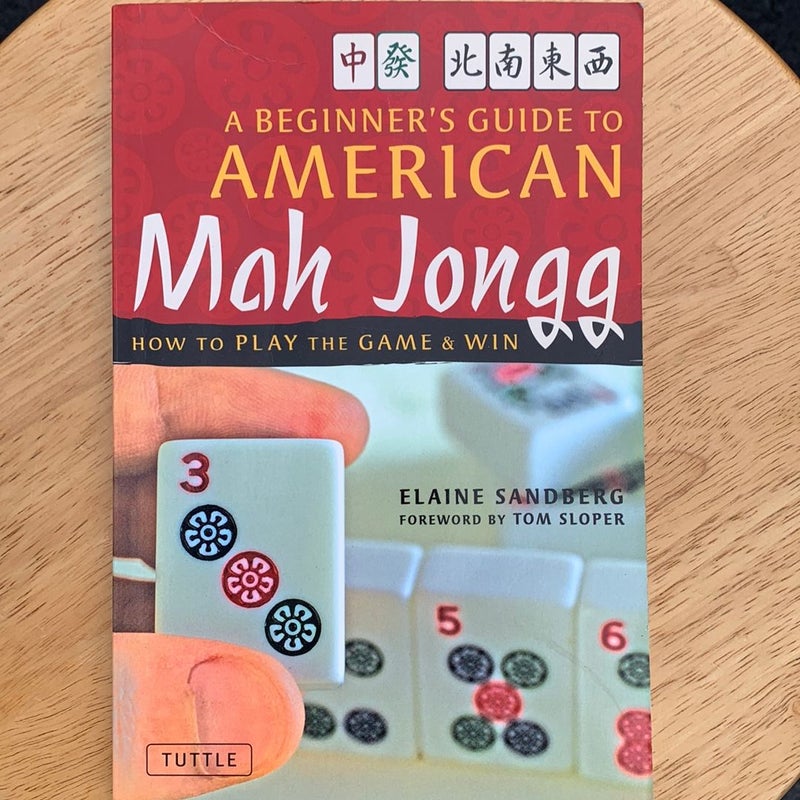 中發 北南東西
A BEGINNER'S GUIDE TO
AMERICAN
Mah Jongg
HOW TO PLAY THE GAME & WIN
3
ELAINE SANDBERG
FOREWORD BY TOM SLOPER
5
6
TUTTLE